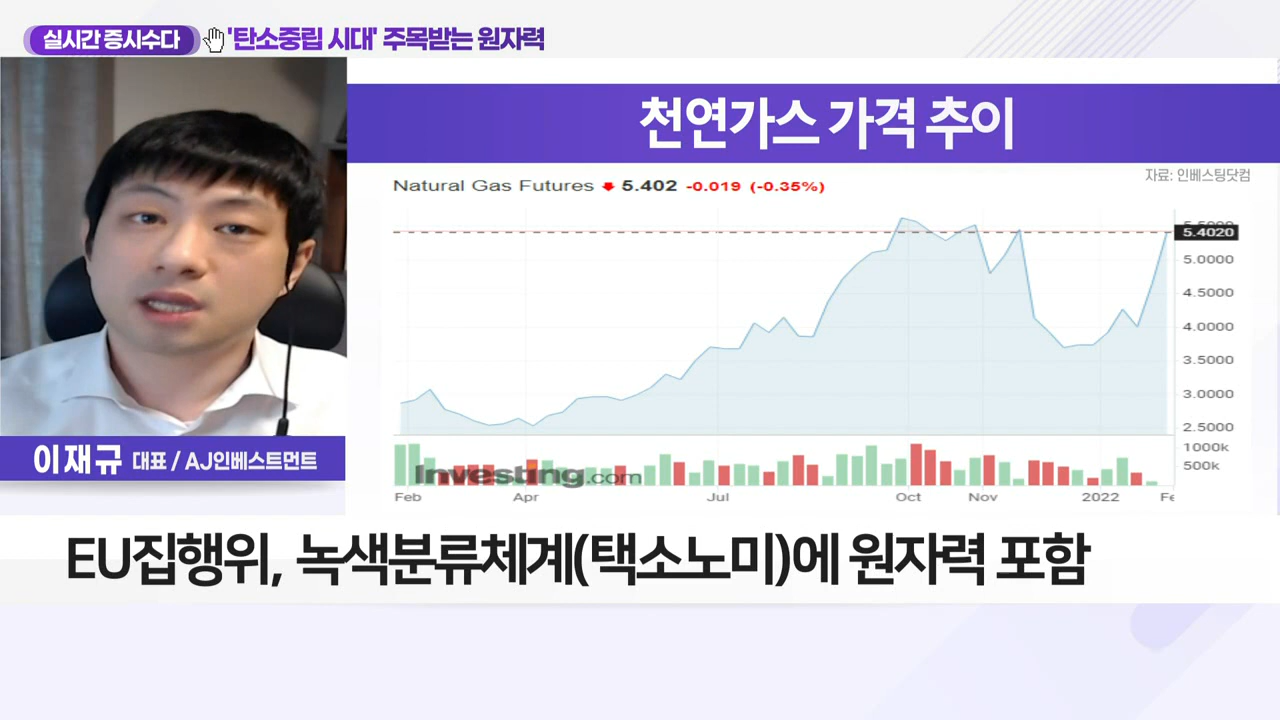 실시간 증시수다 '탄소중립 시대' 주목받는 원자력
천연가스 가격 추이
자료: 인베스팅닷컴
Natural Gas Futures 5.402 -0.019 (-0.35%)
5.5000
5.4020
5.0000
4.5000
4.0000
3.5000
3.0000
2.5000
1000k
500k
Investing.com
Feb Apr Jul Oct Nov 2022 Fe
이재규 대표 / AJ인베스트먼트
EU집행위, 녹색분류체계(택소노미)에 원자력 포함